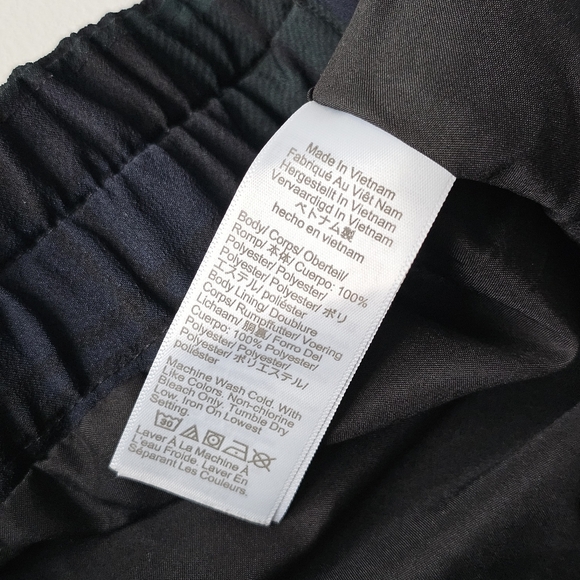 Made In Vietnam
Fabriqué Au Viêt Nam
Hergestellt In Vietnam
Vervaardigd In Vietnam
ベトナム製
hecho en vietnam
Body/ Corps/ Oberteil/
Romp/ 本体/ Cuerpo: 100%
Polyester/ Polyester/
Polyester/ Polyester/ ポリ
エステル/ poliéster
Body Lining/ Doublure
Corps/ Rumpffutter/ Voering
Lichaam/ 胴裏/ Forro Del
Cuerpo: 100% Polyester/
Polyester/ Polyester/
Polyester/ ポリエステル/
poliéster
Machine Wash Cold. With
Like Colors. Non-chlorine
Bleach Only. Tumble Dry
Low. Iron On Lowest
Setting.
30
Laver À La Machine À
L'eau Froide. Laver En
Séparant Les Couleurs.